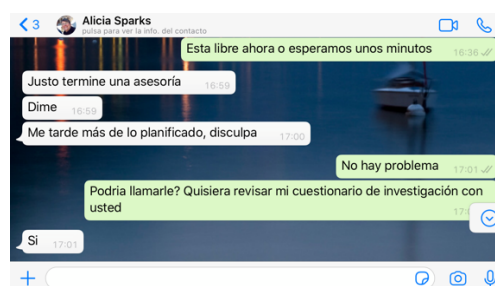 3
Alicia Sparks
pulsa para ver la info. del contacto
Esta libre ahora o esperamos unos minutos 16:36
Justo termine una asesoría 16:59
Dime 16:59
Me tarde más de lo planificado, disculpa 17:00
No hay problema 17:01
Podria llamarle? Quisiera revisar mi cuestionario de investigación con
usted
Si 17:01